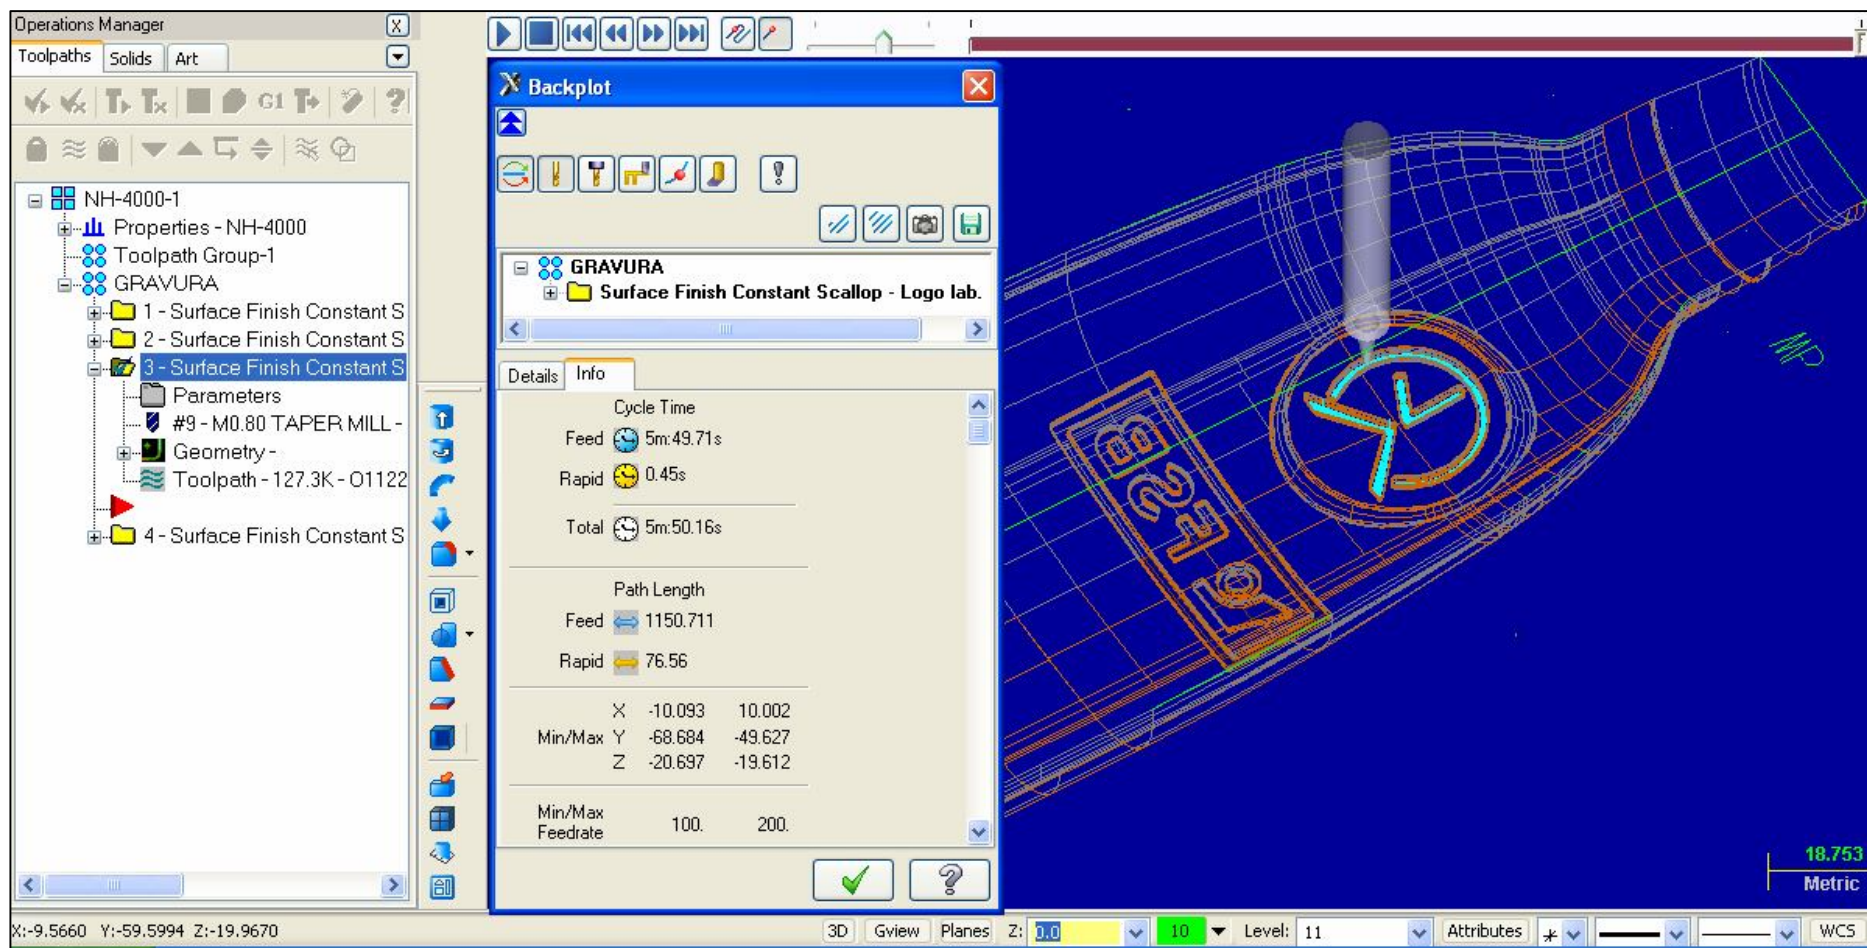 Operations Manager
X
Toolpaths Solids Art
G1
NH-4000-1
Properties - NH-4000
Toolpath Group-1
GRAVURA
1 - Surface Finish Constant S
2 - Surface Finish Constant S
3 - Surface Finish Constant S
Parameters
#9 - M0.80 TAPER MILL -
Geometry -
Toolpath - 127.3K - O1122
4 - Surface Finish Constant S
Backplot
GRAVURA
Surface Finish Constant Scallop - Logo lab.
Details Info
Cycle Time
Feed 5m:49.71s
Rapid 0.45s
Total 5m:50.16s
Path Length
Feed 1150.711
Rapid 76.56
X -10.093 10.002
Min/Max Y -68.684 -49.627
Z -20.697 -19.612
Min/Max
Feedrate 100. 200.
MP
18.753
Metric
X:-9.5660 Y:-59.5994 Z:-19.9670
3D Gview Planes Z: 0.0 10 Level: 11 Attributes WCS